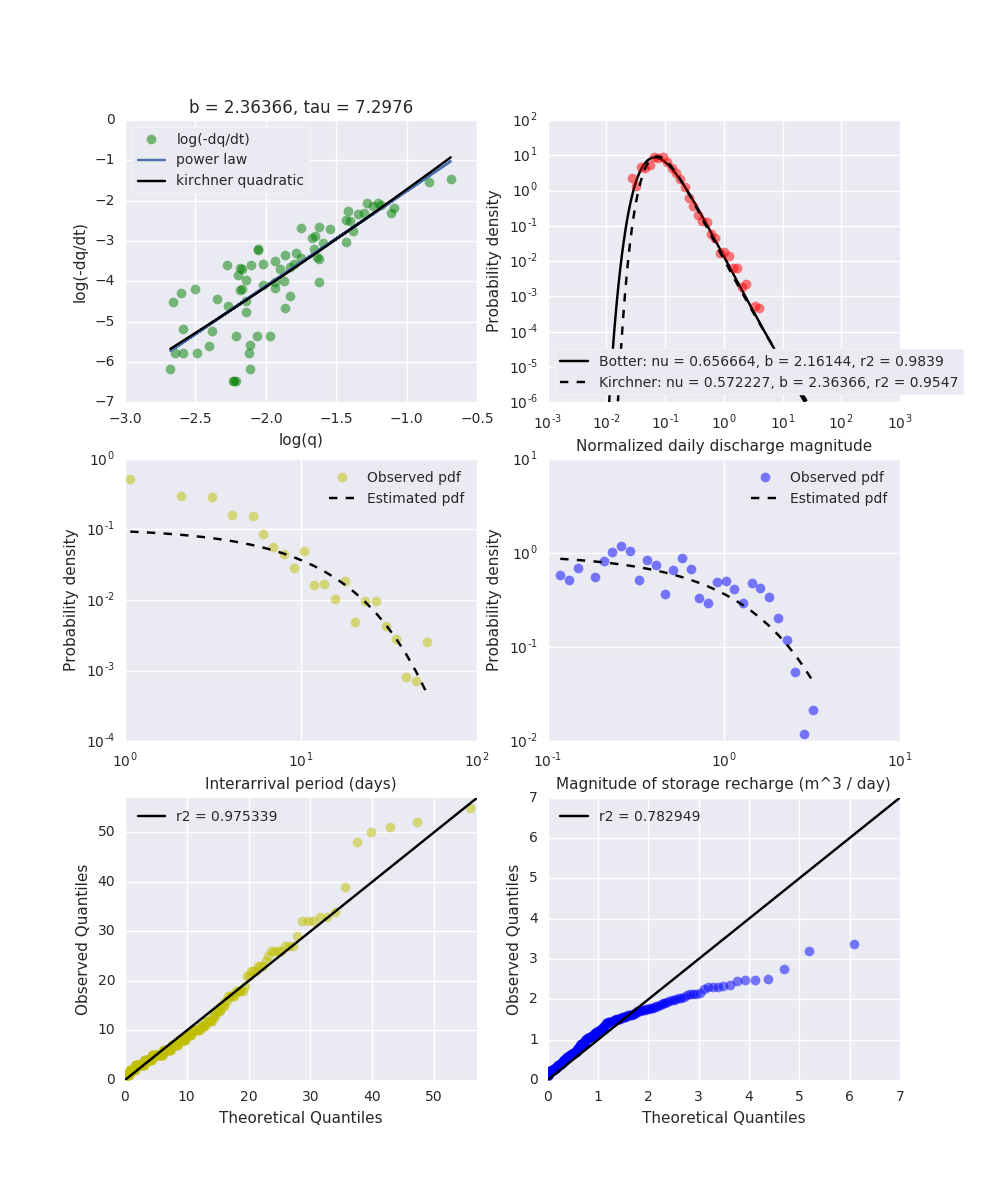 b = 2.36366, tau = 7.2976
log(-dq/dt)
0
−1
−2
−3
−4
−5
−6
−7
log(-dq/dt)
power law
kirchner quadratic
−3.0 −2.5 −2.0 −1.5 −1.0 −0.5
log(q)
Probability density
10^2
10^1
10^0
10^-1
10^-2
10^-3
10^-4
10^-5
10^-6
Botter: nu = 0.656664, b = 2.16144, r2 = 0.9839
Kirchner: nu = 0.572227, b = 2.36366, r2 = 0.9547
10^-3 10^-2 10^-1 10^0 10^1 10^2 10^3
Normalized daily discharge magnitude
Probability density
10^0
10^-1
10^-2
10^-3
10^-4
Observed pdf
Estimated pdf
10^0 10^1 10^2
Interarrival period (days)
Probability density
10^1
10^0
10^-1
10^-2
Observed pdf
Estimated pdf
10^-1 10^0 10^1
Magnitude of storage recharge (m^3 / day)
Observed Quantiles
50
40
30
20
10
0
r2 = 0.975339
0 10 20 30 40 50
Theoretical Quantiles
Observed Quantiles
7
6
5
4
3
2
1
0
r2 = 0.782949
0 1 2 3 4 5 6 7
Theoretical Quantiles